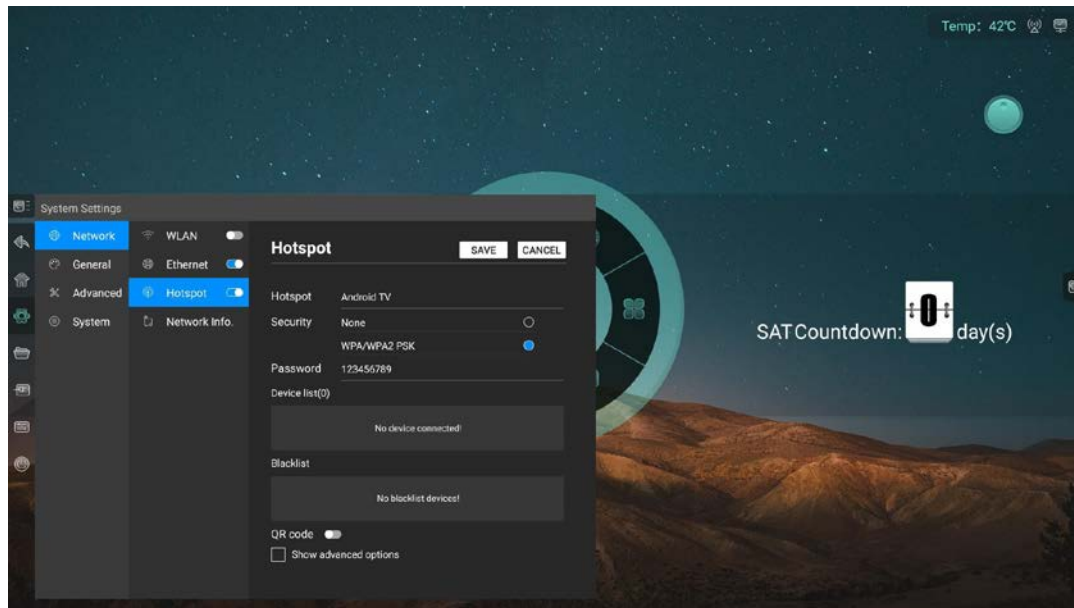 Temp: 42℃
System Settings
Network
General
Advanced
System
WLAN
Ethernet
Hotspot
Network Info.
Hotspot
SAVE CANCEL
Hotspot Android TV
Security None
WPA/WPA2 PSK
Password 123456789
Device list(0)
No device connected!
Blacklist
No blacklist devices!
QR code
Show advanced options
SAT Countdown: 0 day(s)